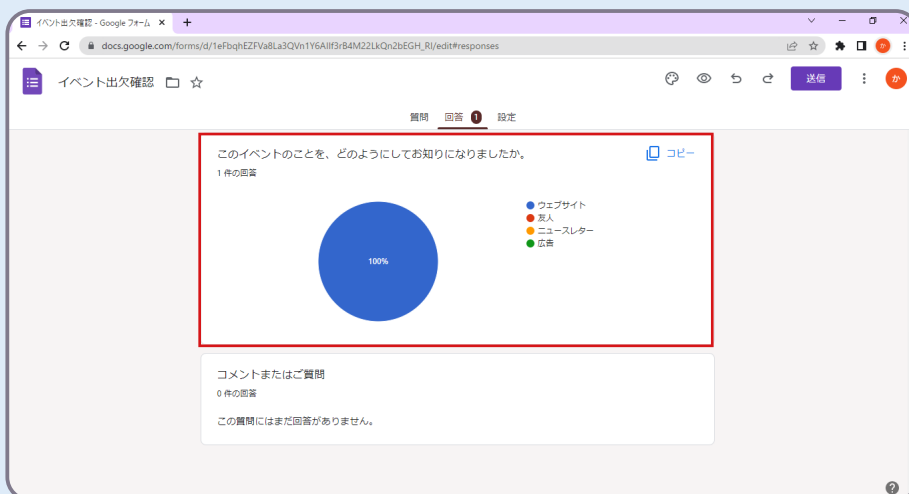 イベント出欠確認 - Google フォーム
docs.google.com/forms/d/1eFbqhEZFVa8La3QVn1Y6AIIf3rB4M22LkQn2bEGH_RI/edit#responses
か
イベント出欠確認
送信
か
質問 回答 1 設定
このイベントのことを、どのようにしてお知りになりましたか。
コピー
1 件の回答
100%
ウェブサイト
友人
ニュースレター
広告
コメントまたはご質問
0 件の回答
この質問にはまだ回答がありません。